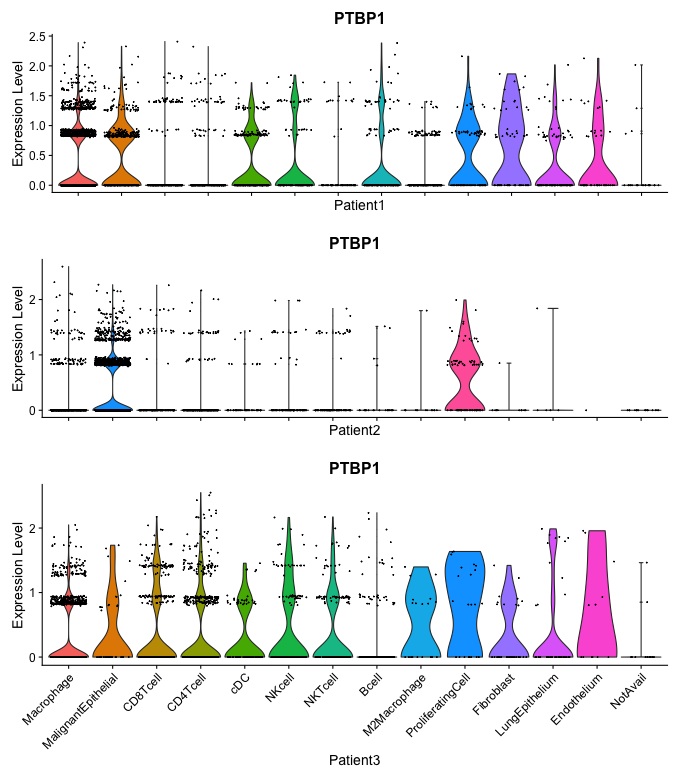 PTBP1
Expression Level
2.5
2.0
1.5
1.0
0.5
0.0
Patient1
PTBP1
Expression Level
2
1
0
Patient2
PTBP1
Expression Level
2
1
0
Macrophage
MalignantEpithelial
CD8Tcell
CD4Tcell
cDC
NKcell
NKTcell
Bcell
M2Macrophage
ProliferatingCell
Fibroblast
LungEpithelium
Endothelium
NotAvail
Patient3